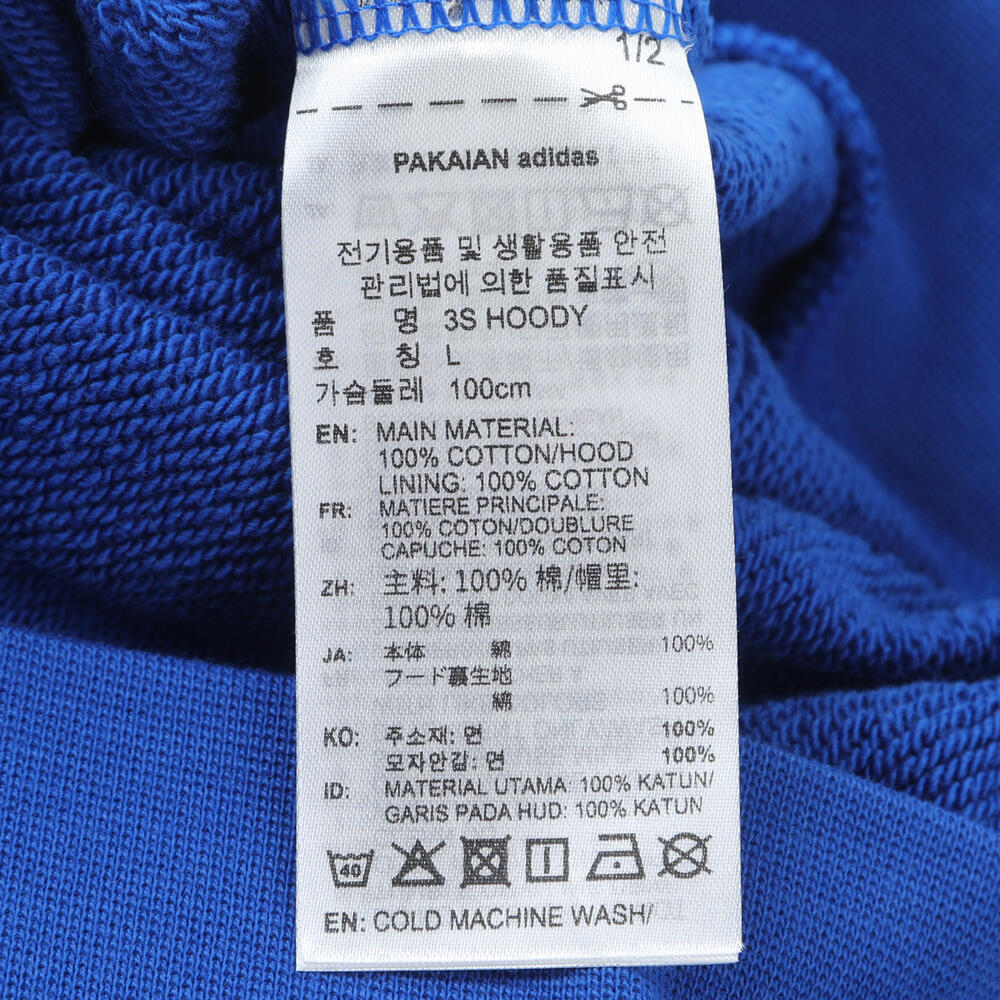 1/2
PAKAIAN adidas
전기용품 및 생활용품 안전
관리법에 의한 품질표시
품 명 3S HOODY
호 칭 L
가슴둘레 100cm
EN: MAIN MATERIAL:
100% COTTON/HOOD
LINING: 100% COTTON
FR: MATIERE PRINCIPALE:
100% COTON/DOUBLURE
CAPUCHE: 100% COTON
ZH: 主料: 100% 棉/帽里:
100% 棉
JA: 本体 綿 100%
フード裏生地
綿 100%
KO: 주소재: 면 100%
모자안감: 면 100%
ID: MATERIAL UTAMA: 100% KATUN/
GARIS PADA HUD: 100% KATUN
40
EN: COLD MACHINE WASH/